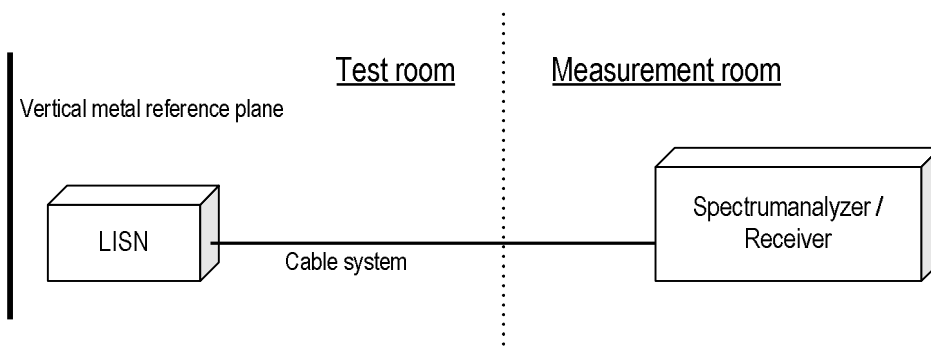 Test room
Measurement room
Vertical metal reference plane
LISN
Cable system
Spectrumanalyzer /
Receiver